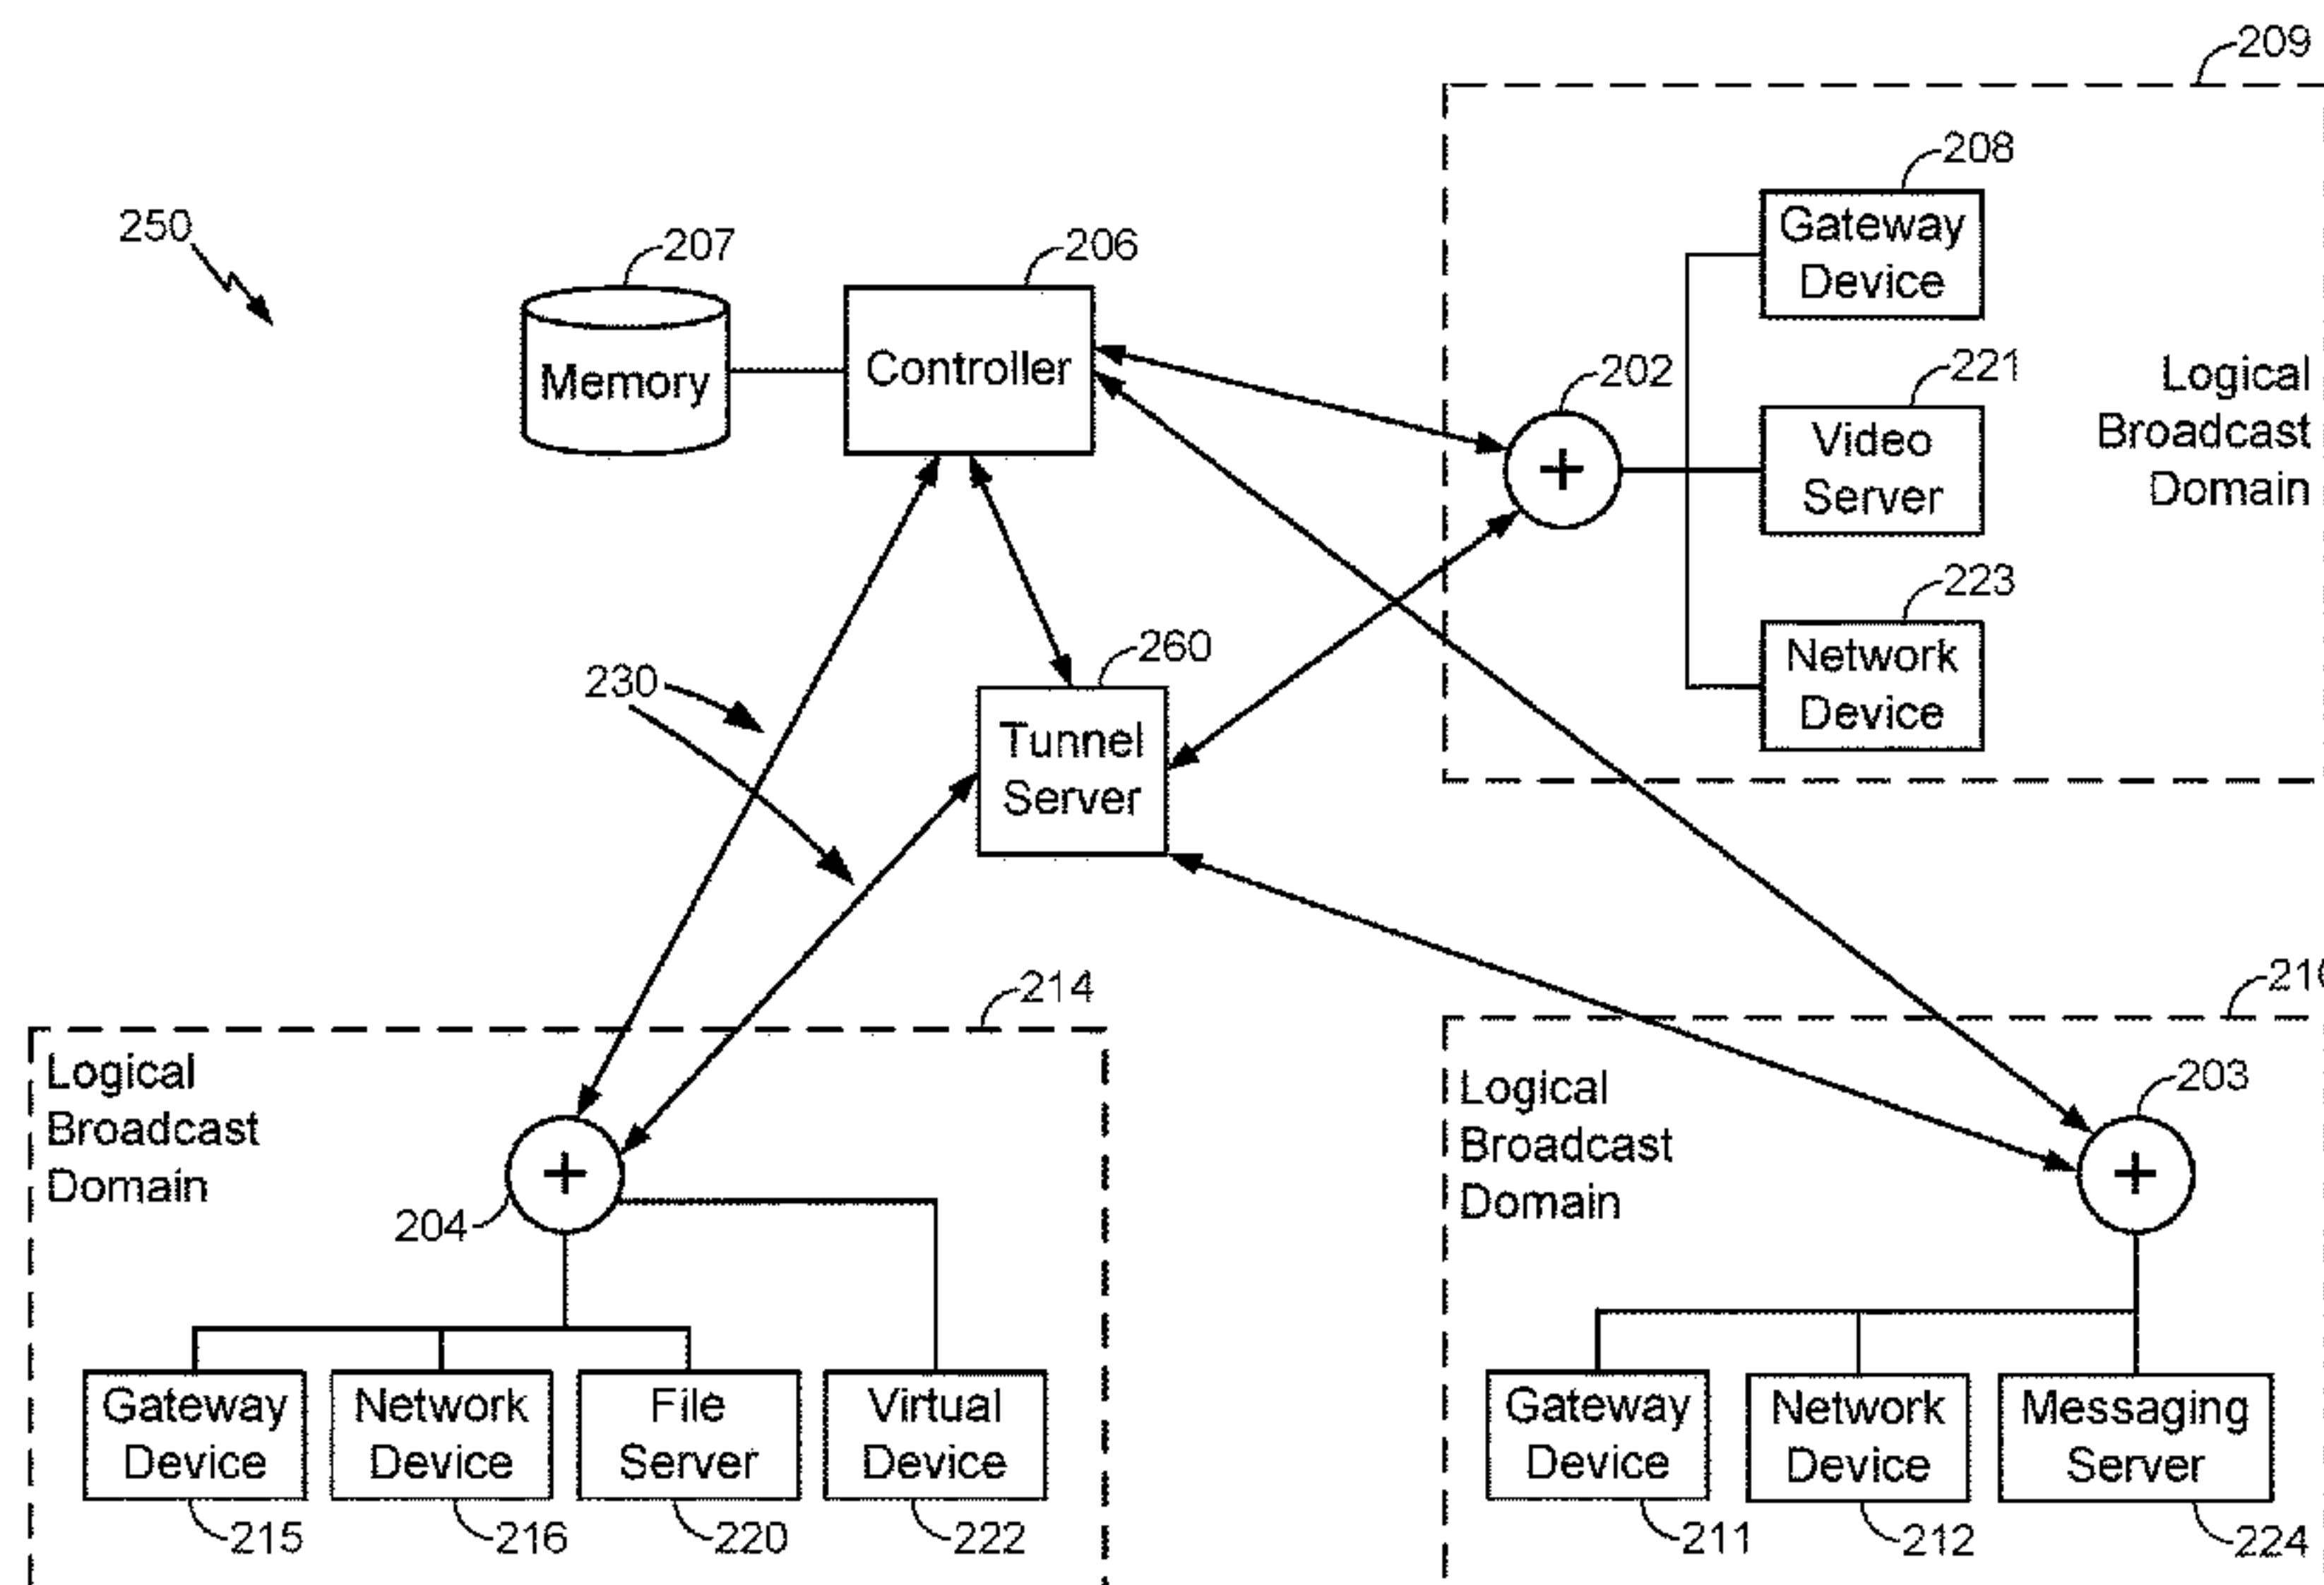 209
208
Gateway
Device
250
207
206
Memory
Controller
202
+
221
Video
Server
Logical
Broadcast
Domain
223
Network
Device
230
260
Tunnel
Server
214
Logical
Broadcast
Domain
204
+
Gateway
Device
Network
Device
File
Server
Virtual
Device
215
216
220
222
Logical
Broadcast
Domain
203
+
Gateway
Device
Network
Device
Messaging
Server
211
212
224